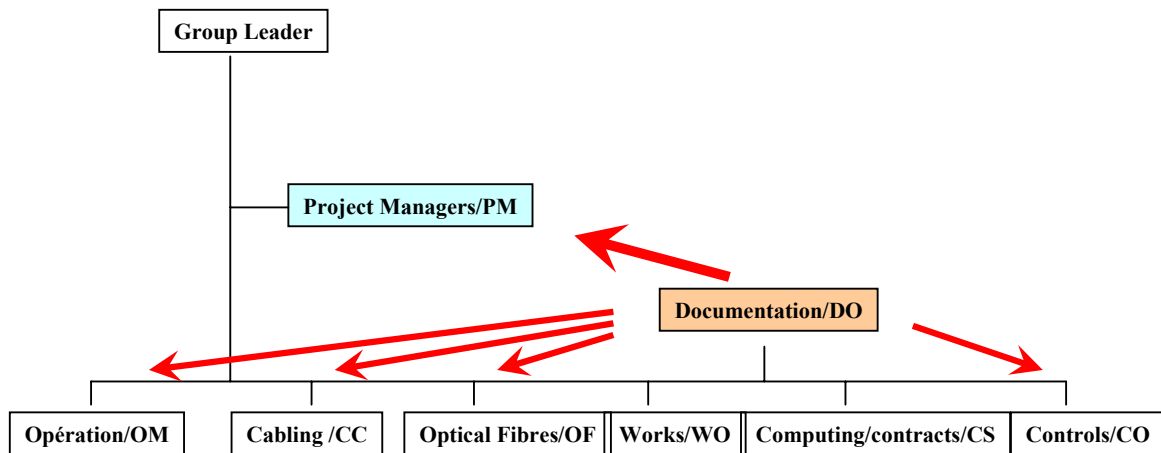 Group Leader
Project Managers/PM
Documentation/DO
Opération/OM
Cabling /CC
Optical Fibres/OF
Works/WO
Computing/contracts/CS
Controls/CO